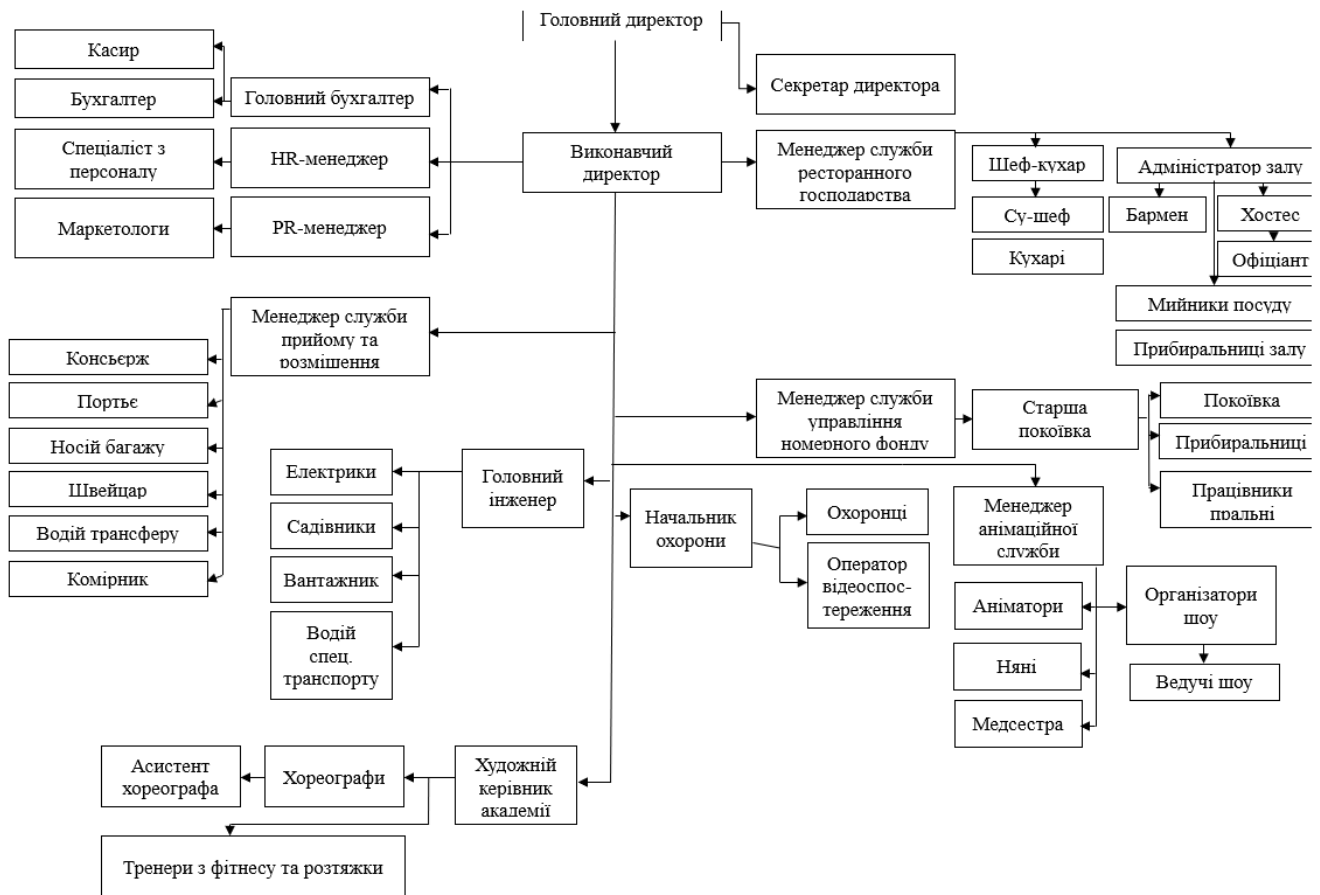 Головний директор
Касир
Секретар директора
Бухгалтер
Головний бухгалтер
Спеціаліст з
персоналу
HR-менеджер
Виконавчий
директор
Менеджер служби
ресторанного
господарства
Шеф-кухар
Адміністратор залу
Маркетологи
PR-менеджер
Су-шеф
Бармен
Хостес
Кухарі
Офіціант
Мийники посуду
Прибиральниці залу
Менеджер служби
прийому та
розмішення
Консьєрж
Портьє
Носій багажу
Швейцар
Водій трансферу
Комірник
Менеджер служби
управління
номерного фонду
Старша
покоївка
Покоївка
Прибиральниці
Працівники
пральні
Електрики
Садівники
Вантажник
Водій
спец.
транспорту
Головний
інженер
Начальник
охорони
Охоронці
Оператор
відеоспос-
тереження
Менеджер
анімаційної
служби
Аніматори
Няні
Медсестра
Організатори
шоу
Ведучі шоу
Асистент
хореографа
Хореографи
Художній
керівник
академії
Тренери з фітнесу та розтяжки